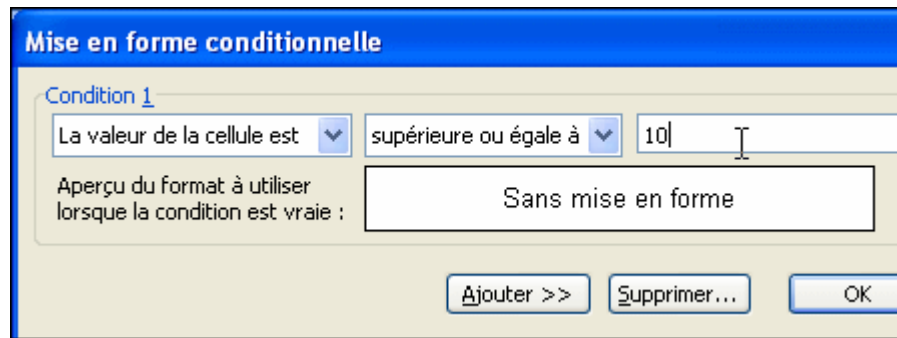 Mise en forme conditionnelle
Condition 1
La valeur de la cellule est supérieure ou égale à 10
Aperçu du format à utiliser
lorsque la condition est vraie :
Sans mise en forme
Ajouter >> Supprimer... OK